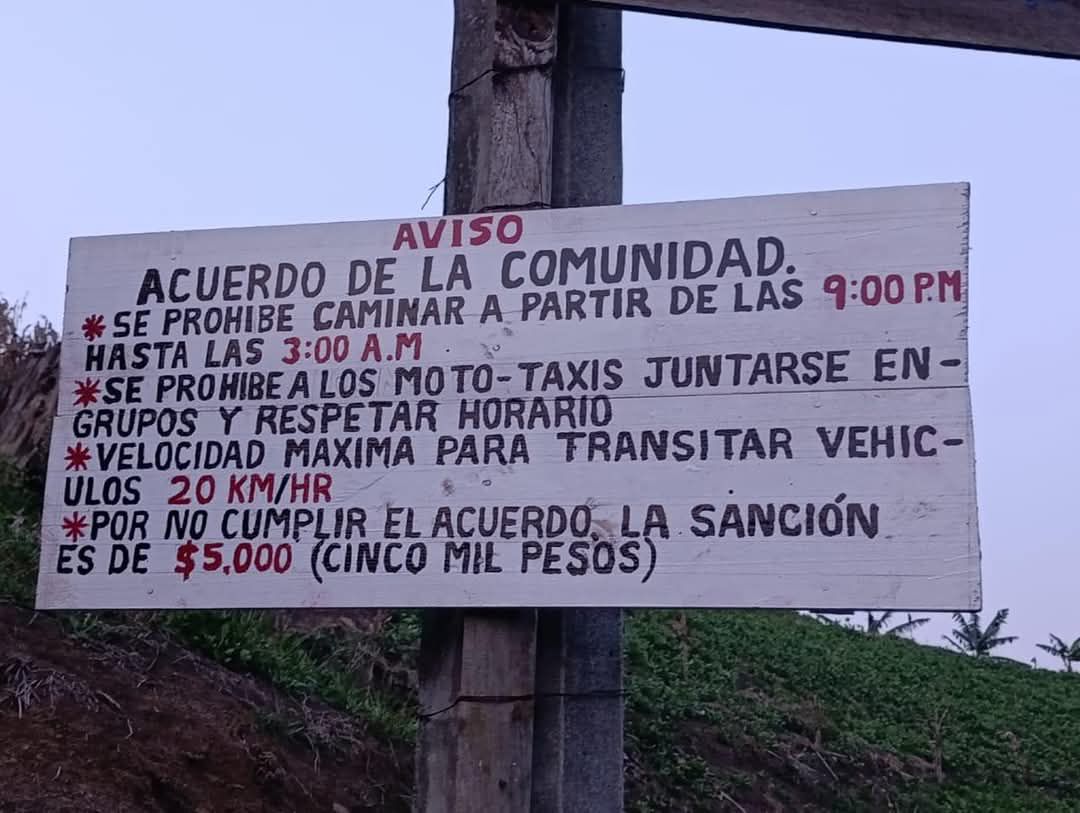 AVISO
ACUERDO DE LA COMUNIDAD.
*SE PROHIBE CAMINAR A PARTIR DE LAS 9:00 P.M
HASTA LAS 3:00 A.M
*SE PROHIBE A LOS MOTO-TAXIS JUNTARSE EN-
GRUPOS Y RESPETAR HORARIO
*VELOCIDAD MAXIMA PARA TRANSITAR VEHIC-
ULOS 20 KM/HR
*POR NO CUMPLIR EL ACUERDO, LA SANCIÓN
ES DE $5,000 (CINCO MIL PESOS)